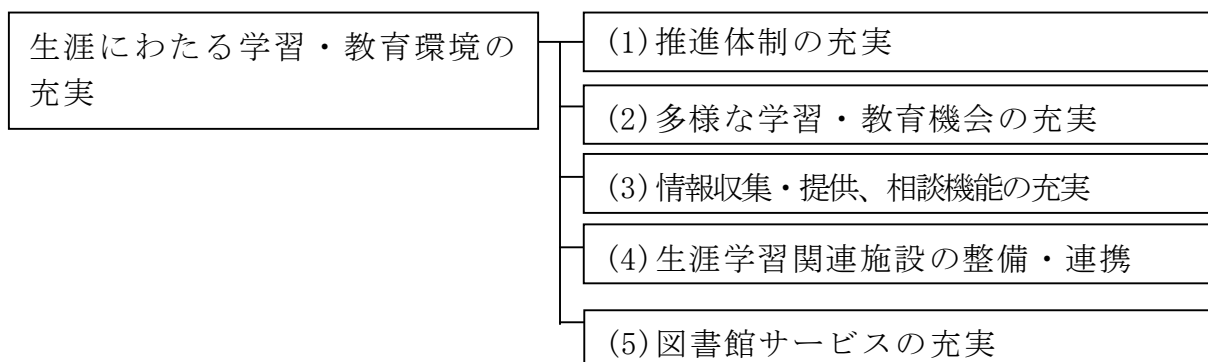 生涯にわたる学習・教育環境の
充実
(1)推進体制の充実
(2)多様な学習・教育機会の充実
(3)情報収集・提供、相談機能の充実
(4)生涯学習関連施設の整備・連携
(5)図書館サービスの充実